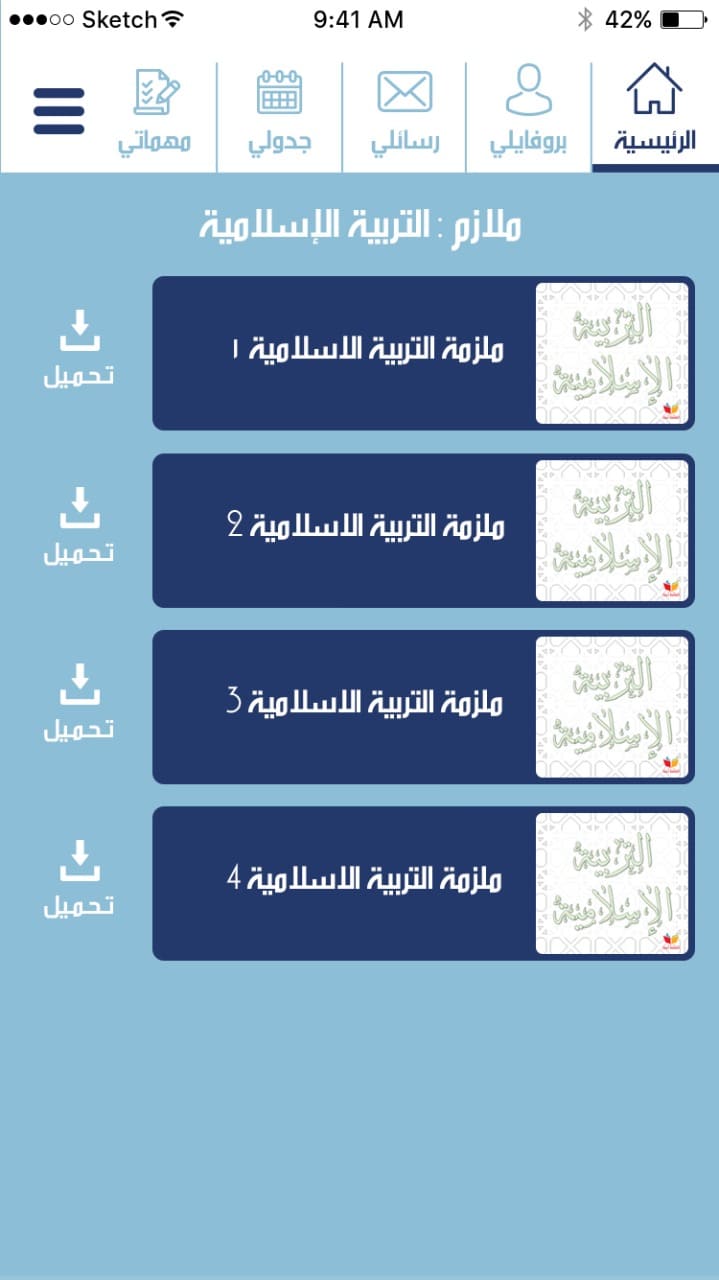 Sketch 9:41 AM 42%
الرئيسية
بروفايلي
رسائلي
جدولي
مهماتي
ملازم : التربية الإسلامية
التربية
الإسلامية
ملزمة التربية الاسلامية ١
تحميل
التربية
الإسلامية
ملزمة التربية الاسلامية 2
تحميل
التربية
الإسلامية
ملزمة التربية الاسلامية 3
تحميل
التربية
الإسلامية
ملزمة التربية الاسلامية 4
تحميل